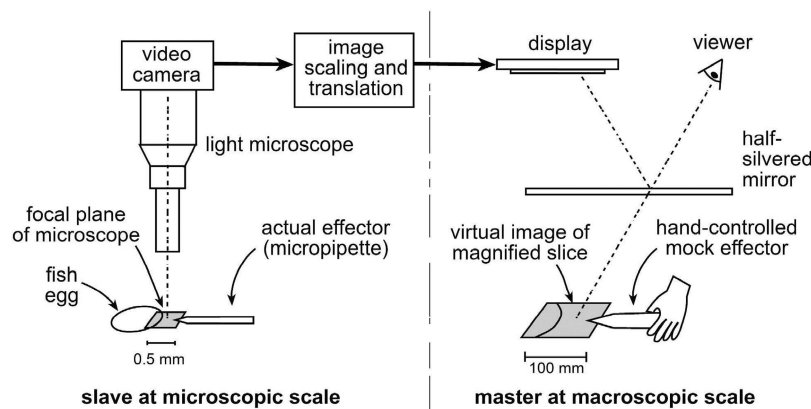 video
camera
image
scaling and
translation
display
viewer
light microscope
half-
silvered
mirror
focal plane
of microscope
actual effector
(micropipette)
virtual image of
magnified slice
hand-controlled
mock effector
fish
egg
0.5 mm
100 mm
slave at microscopic scale
master at macroscopic scale